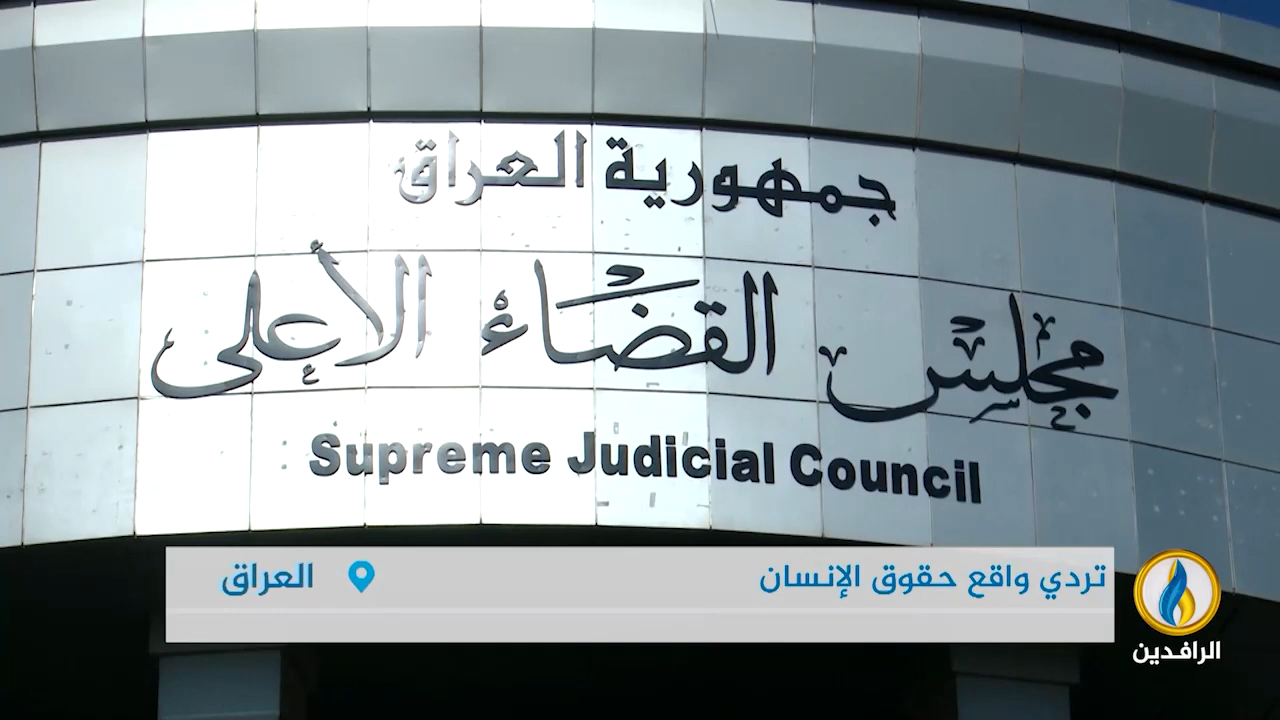 جمهورية العراق
مجلس القضاء الأعلى
Supreme Judicial Council
تردي واقع حقوق الإنسان
العراق
الرافدين